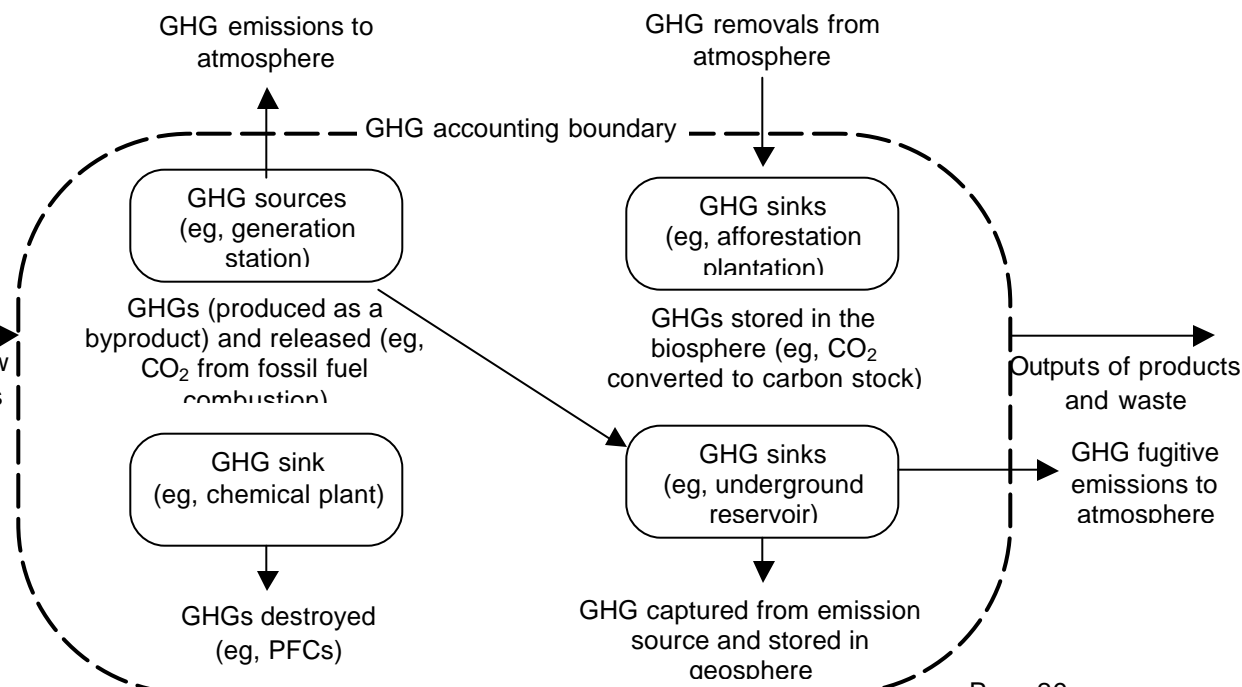 GHG emissions to
atmosphere
GHG removals from
atmosphere
GHG accounting boundary
GHG sources
(eg, generation
station)
GHG sinks
(eg, afforestation
plantation)
GHGs (produced as a
byproduct) and released (eg,
CO₂ from fossil fuel
combustion)
GHGs stored in the
biosphere (eg, CO₂
converted to carbon stock)
Outputs of products
and waste
GHG sink
(eg, chemical plant)
GHG sinks
(eg, underground
reservoir)
GHG fugitive
emissions to
atmosphere
GHGs destroyed
(eg, PFCs)
GHG captured from emission
source and stored in
geosphere